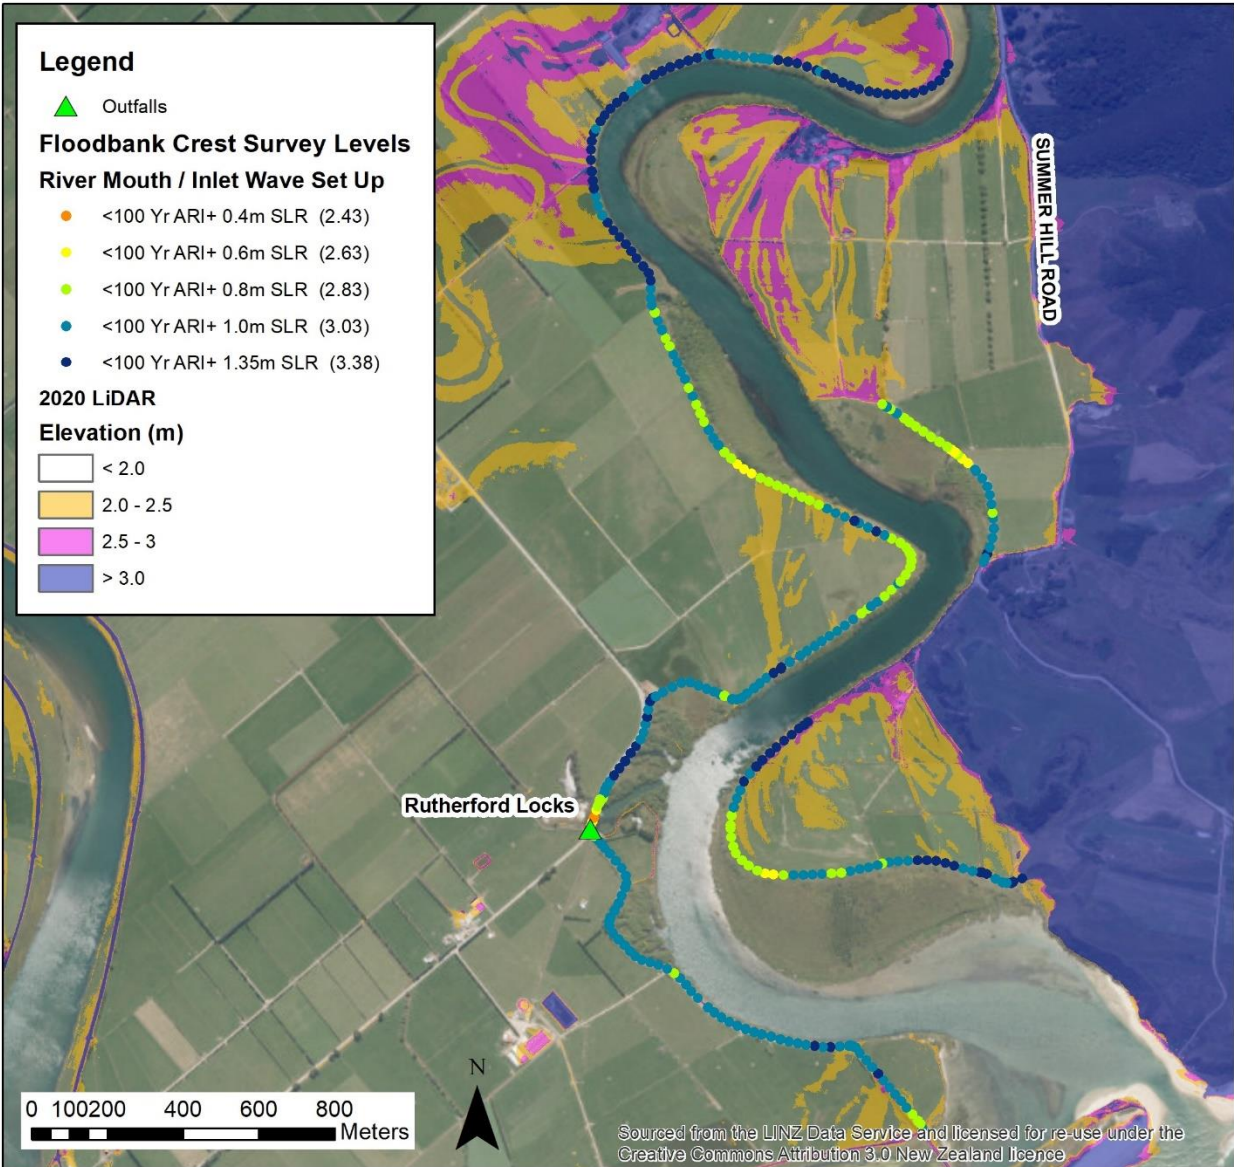 Legend
Outfalls
Floodbank Crest Survey Levels
River Mouth / Inlet Wave Set Up
<100 Yr ARI+ 0.4m SLR (2.43)
<100 Yr ARI+ 0.6m SLR (2.63)
<100 Yr ARI+ 0.8m SLR (2.83)
<100 Yr ARI+ 1.0m SLR (3.03)
<100 Yr ARI+ 1.35m SLR (3.38)
2020 LiDAR
Elevation (m)
< 2.0
2.0 - 2.5
2.5 - 3
> 3.0
SUMMER HILL ROAD
Rutherford Locks
N
0 100200 400 600 800
Meters
Sourced from the LINZ Data Service and licensed for re-use under the
Creative Commons Attribution 3.0 New Zealand licence